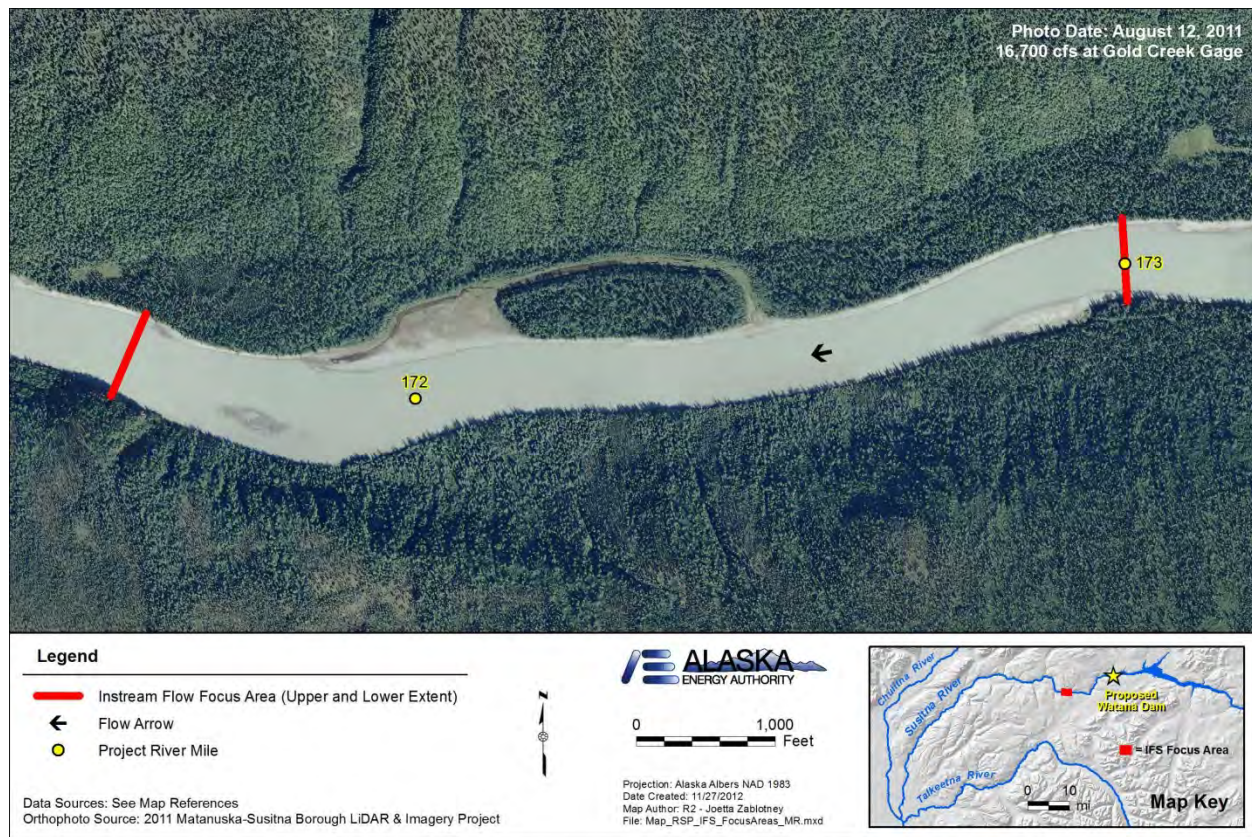 Photo Date: August 12, 2011
16,700 cfs at Gold Creek Gage
173
172
Legend
Instream Flow Focus Area (Upper and Lower Extent)
Flow Arrow
Project River Mile
Data Sources: See Map References
Orthophoto Source: 2011 Matanuska-Susitna Borough LiDAR & Imagery Project
N
ALASKA
ENERGY AUTHORITY
0 1,000
Feet
Projection: Alaska Albers NAD 1983
Date Created: 11/27/2012
Map Author: R2 - Joetta Zablotney
File: Map_RSP_IFS_FocusAreas_MR.mxd
Chulitna River
Susitna River
Talkeetna River
Proposed
Watana Dam
= IFS Focus Area
0 10
mi
Map Key